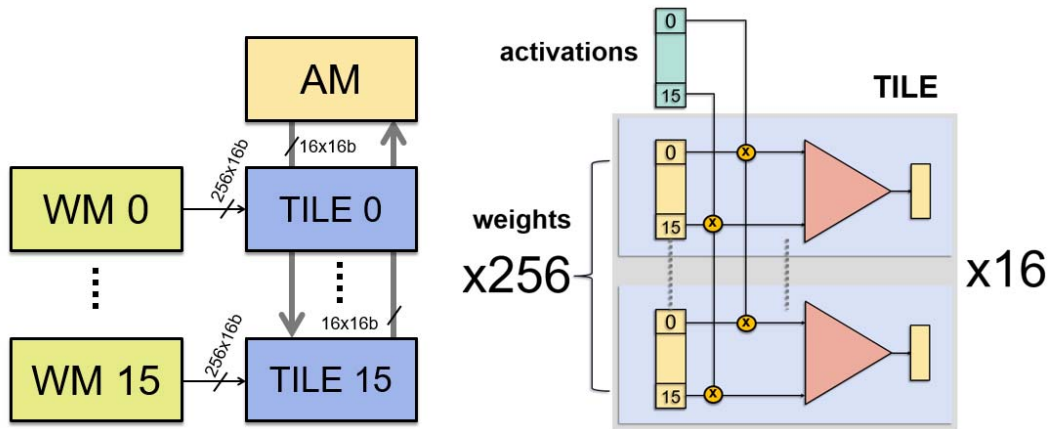 AM
16x16b
256x16b
WM 0
TILE 0
16x16b
256x16b
WM 15
TILE 15
activations
0
15
TILE
0
x
15
x
weights
x256
x16
0
x
15
x